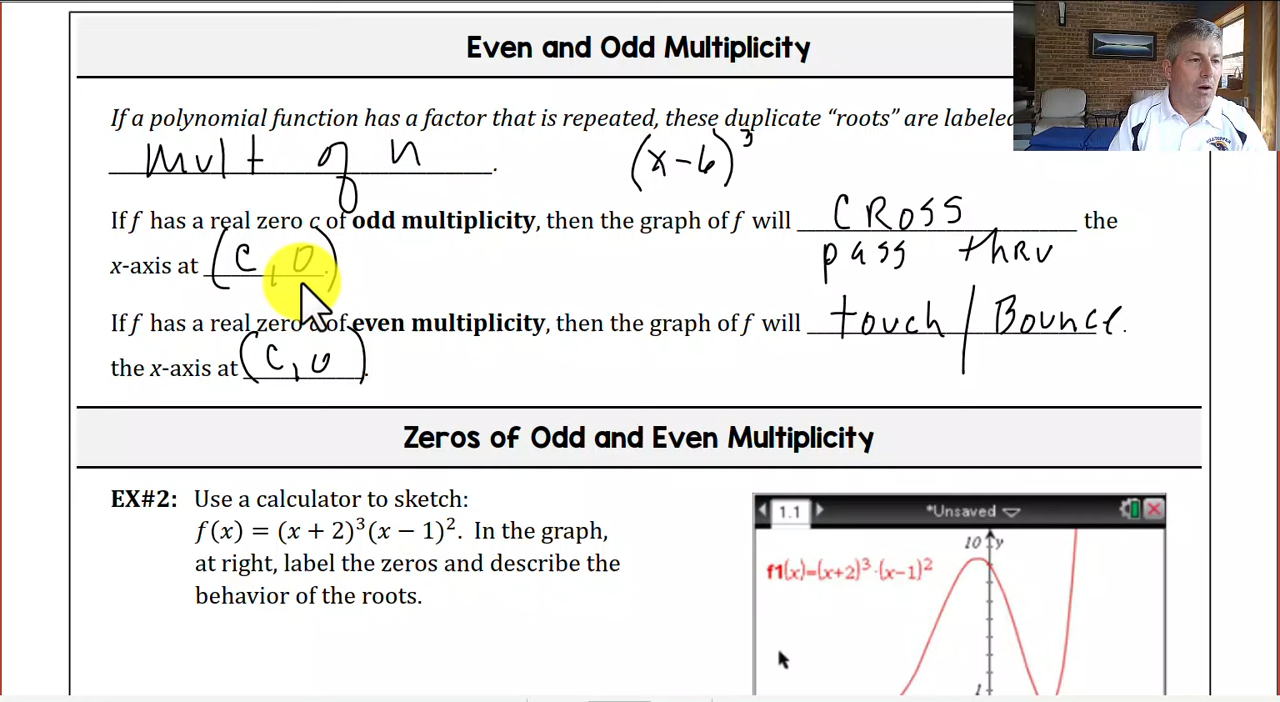 Even and Odd Multiplicity
If a polynomial function has a factor that is repeated, these duplicate “roots” are labeled
mult of n.
(x-6)³
If f has a real zero c of odd multiplicity, then the graph of f will CROSS the
pass thru
x-axis at (c, 0).
If f has a real zero c of even multiplicity, then the graph of f will touch / Bounce.
the x-axis at (c, 0).
Zeros of Odd and Even Multiplicity
EX#2: Use a calculator to sketch:
f(x) = (x + 2)³(x − 1)². In the graph,
at right, label the zeros and describe the
behavior of the roots.
1.1 *Unsaved
10 y
f1(x)=(x+2)³·(x-1)²
1